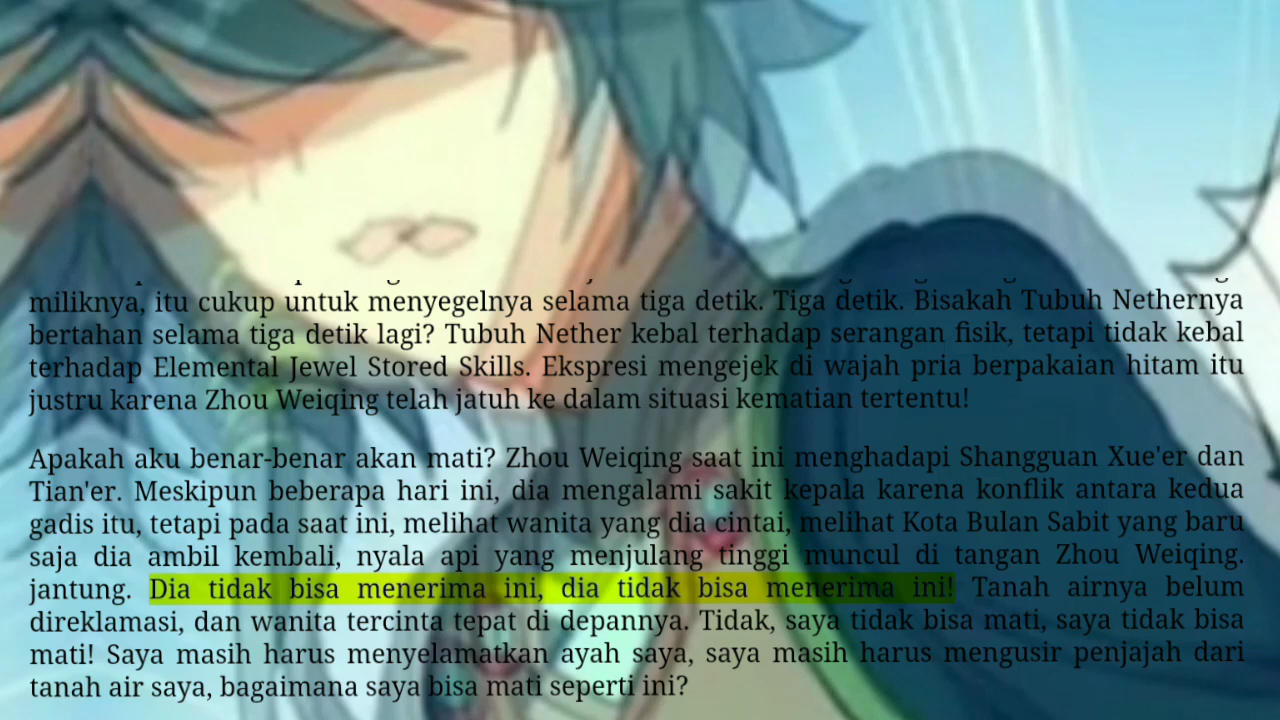 miliknya, itu cukup untuk menyegelnya selama tiga detik. Tiga detik. Bisakah Tubuh Nethernya
bertahan selama tiga detik lagi? Tubuh Nether kebal terhadap serangan fisik, tetapi tidak kebal
terhadap Elemental Jewel Stored Skills. Ekspresi mengejek di wajah pria berpakaian hitam itu
justru karena Zhou Weiqing telah jatuh ke dalam situasi kematian tertentu!
Apakah aku benar-benar akan mati? Zhou Weiqing saat ini menghadapi Shangguan Xue'er dan
Tian'er. Meskipun beberapa hari ini, dia mengalami sakit kepala karena konflik antara kedua
gadis itu, tetapi pada saat ini, melihat wanita yang dia cintai, melihat Kota Bulan Sabit yang baru
saja dia ambil kembali, nyala api yang menjulang tinggi muncul di tangan Zhou Weiqing.
jantung. Dia tidak bisa menerima ini, dia tidak bisa menerima ini! Tanah airnya belum
direklamasi, dan wanita tercinta tepat di depannya. Tidak, saya tidak bisa mati, saya tidak bisa
mati! Saya masih harus menyelamatkan ayah saya, saya masih harus mengusir penjajah dari
tanah air saya, bagaimana saya bisa mati seperti ini?